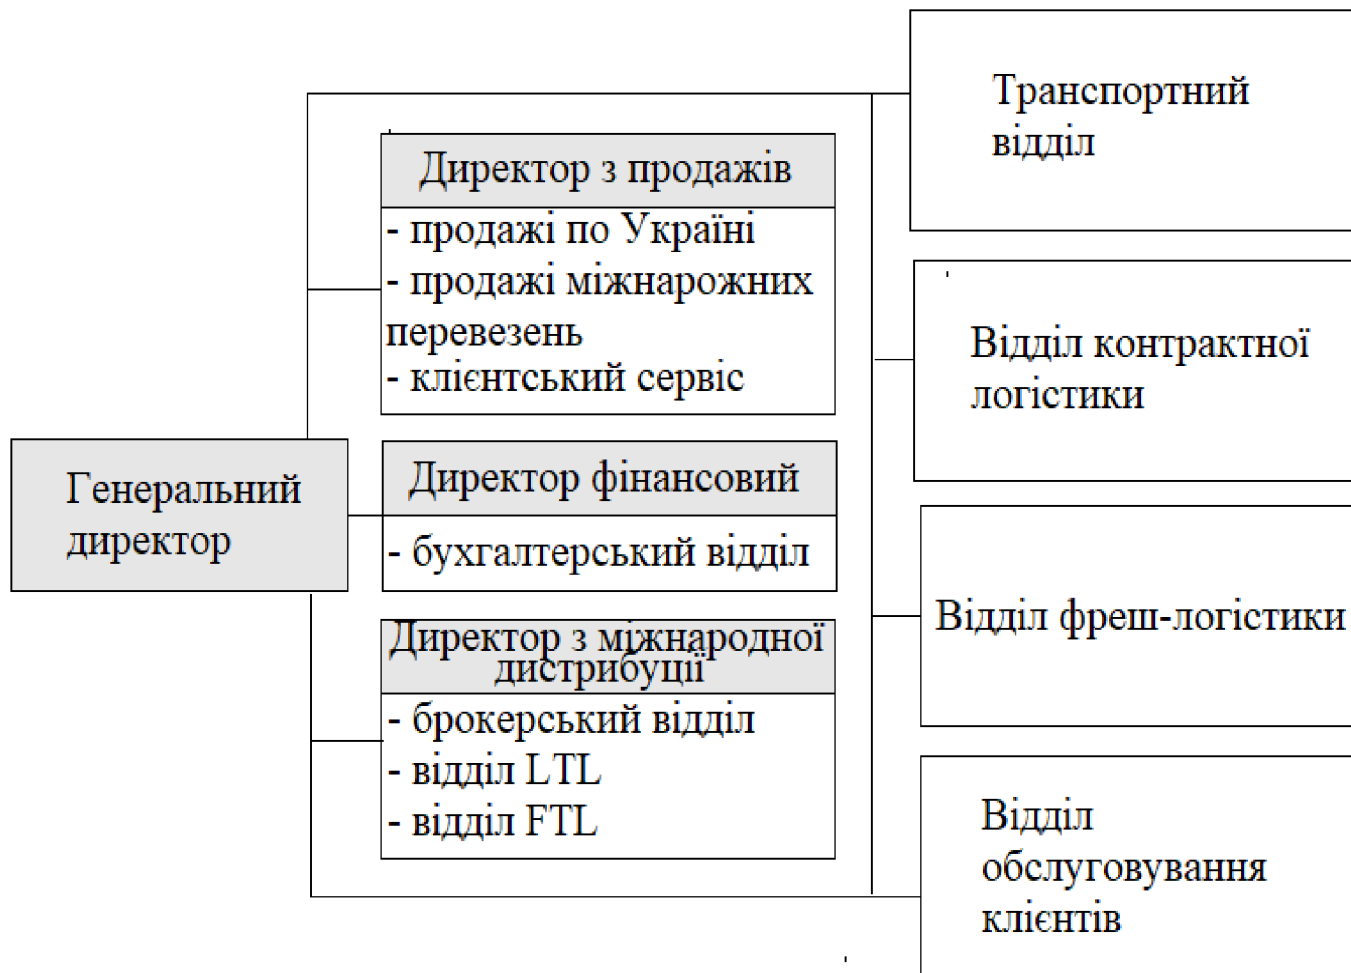 Генеральний
директор
Директор з продажів
- продажі по Україні
- продажі міжнарожних
перевезень
- клієнтський сервіс
Директор фінансовий
- бухгалтерський відділ
Директор з міжнародної
дистрибуції
- брокерський відділ
- відділ LTL
- відділ FTL
Транспортний
відділ
Відділ контрактної
логістики
Відділ фреш-логістики
Відділ
обслуговування
клієнтів